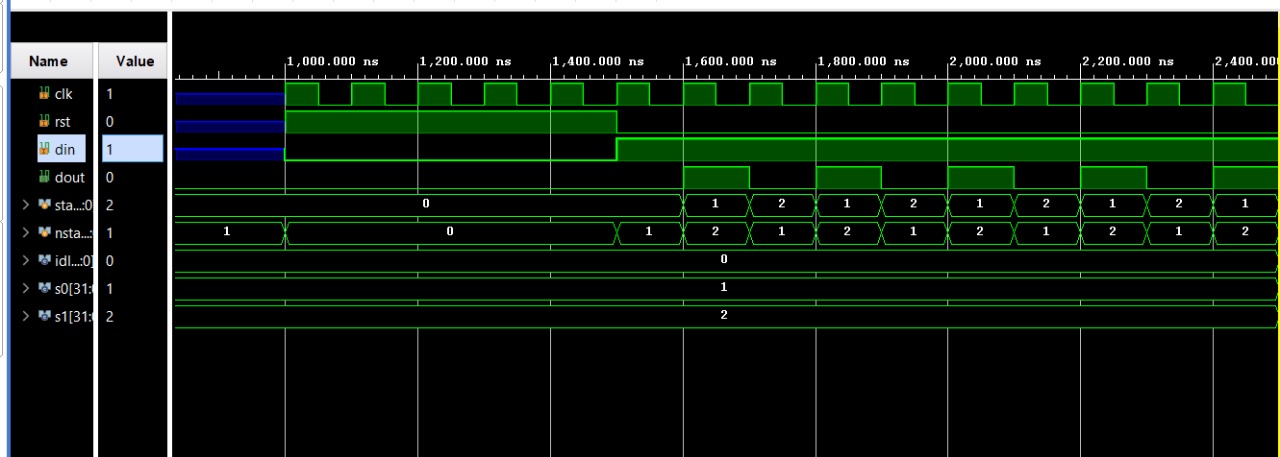 Name Value 1,000.000 ns 1,200.000 ns 1,400.000 ns 1,600.000 ns 1,800.000 ns 2,000.000 ns 2,200.000 ns 2,400.00
clk 1
rst 0
din 1
dout 0
sta...:0 2 0 1 2 1 2 1 2 1 2 1
nsta...: 1 1 0 1 2 1 2 1 2 1 2 1 2
idl...:0] 0 0
s0[31:( 1 1
s1[31:( 2 2